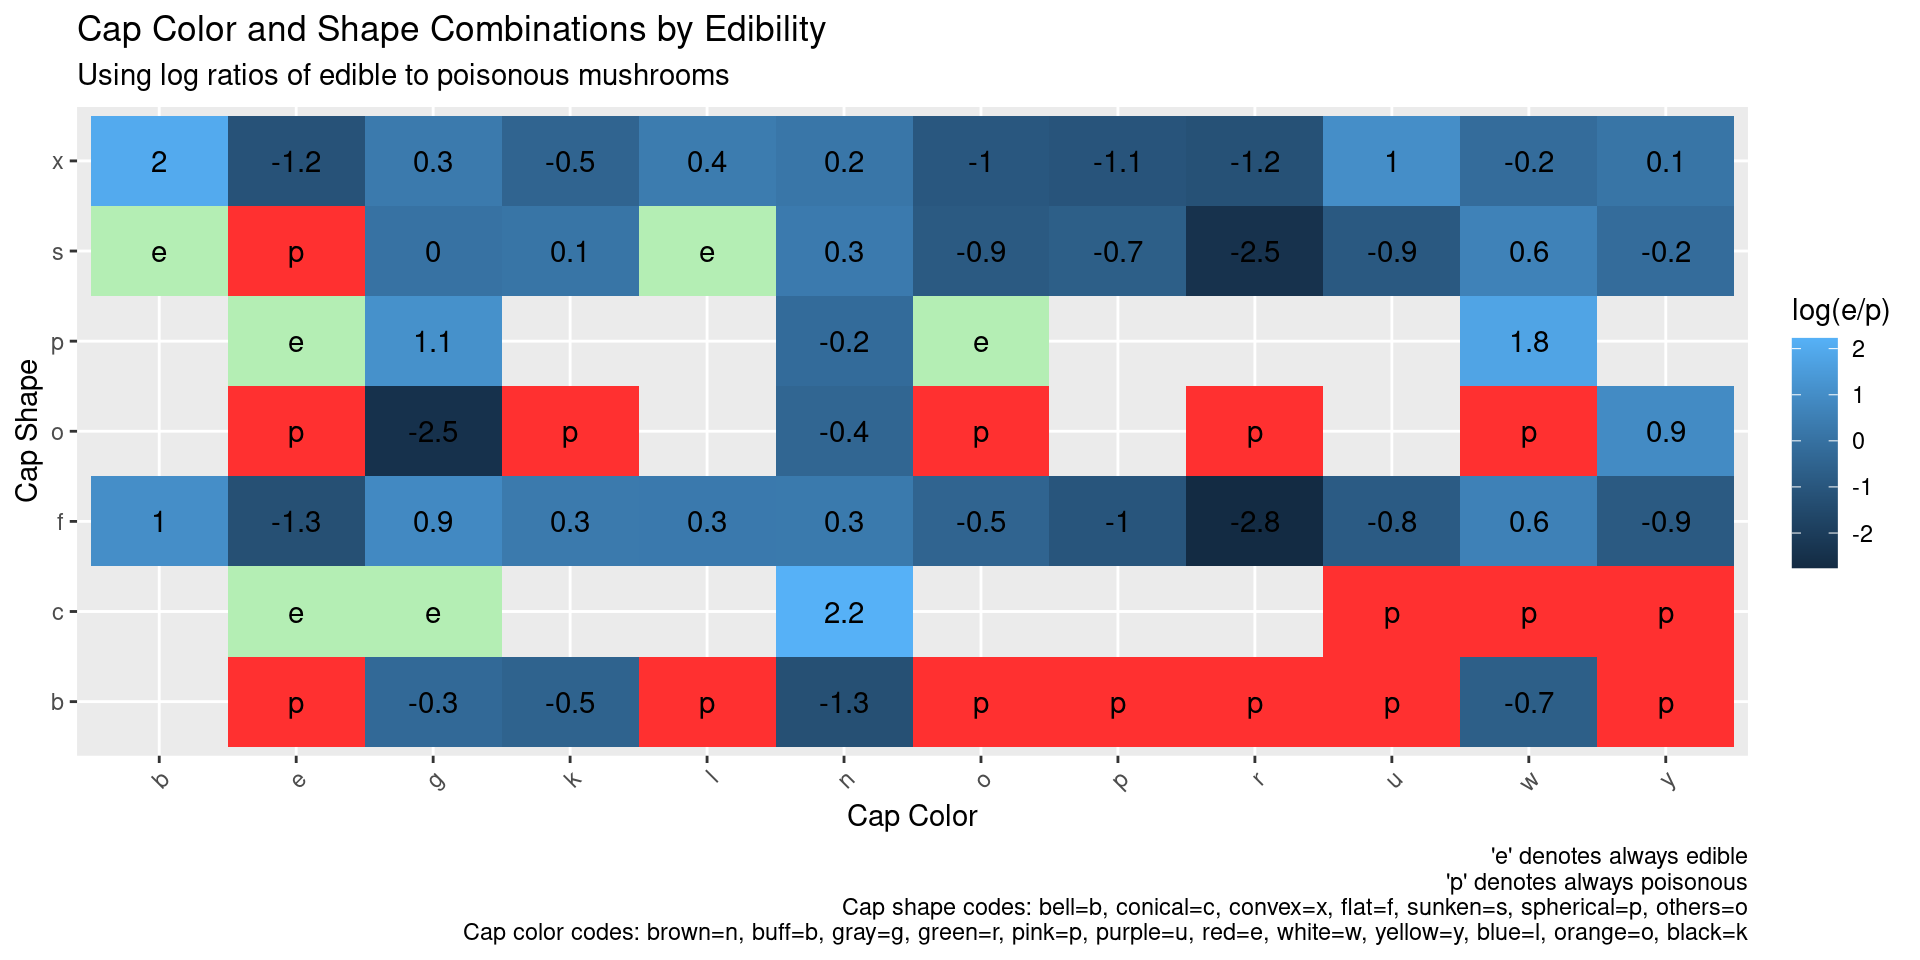 Cap Color and Shape Combinations by Edibility
Using log ratios of edible to poisonous mushrooms
x 2 -1.2 0.3 -0.5 0.4 0.2 -1 -1.1 -1.2 1 -0.2 0.1
s e p 0 0.1 e 0.3 -0.9 -0.7 -2.5 -0.9 0.6 -0.2
p e 1.1 -0.2 e 1.8
o p -2.5 p -0.4 p p p 0.9
f 1 -1.3 0.9 0.3 0.3 0.3 -0.5 -1 -2.8 -0.8 0.6 -0.9
c e e 2.2 p p p
b p -0.3 -0.5 p -1.3 p p p p -0.7 p
Cap Shape
b e g k l n o p r u w y
Cap Color
log(e/p)
2
1
0
-1
-2
'e' denotes always edible
'p' denotes always poisonous
Cap shape codes: bell=b, conical=c, convex=x, flat=f, sunken=s, spherical=p, others=o
Cap color codes: brown=n, buff=b, gray=g, green=r, pink=p, purple=u, red=e, white=w, yellow=y, blue=l, orange=o, black=k